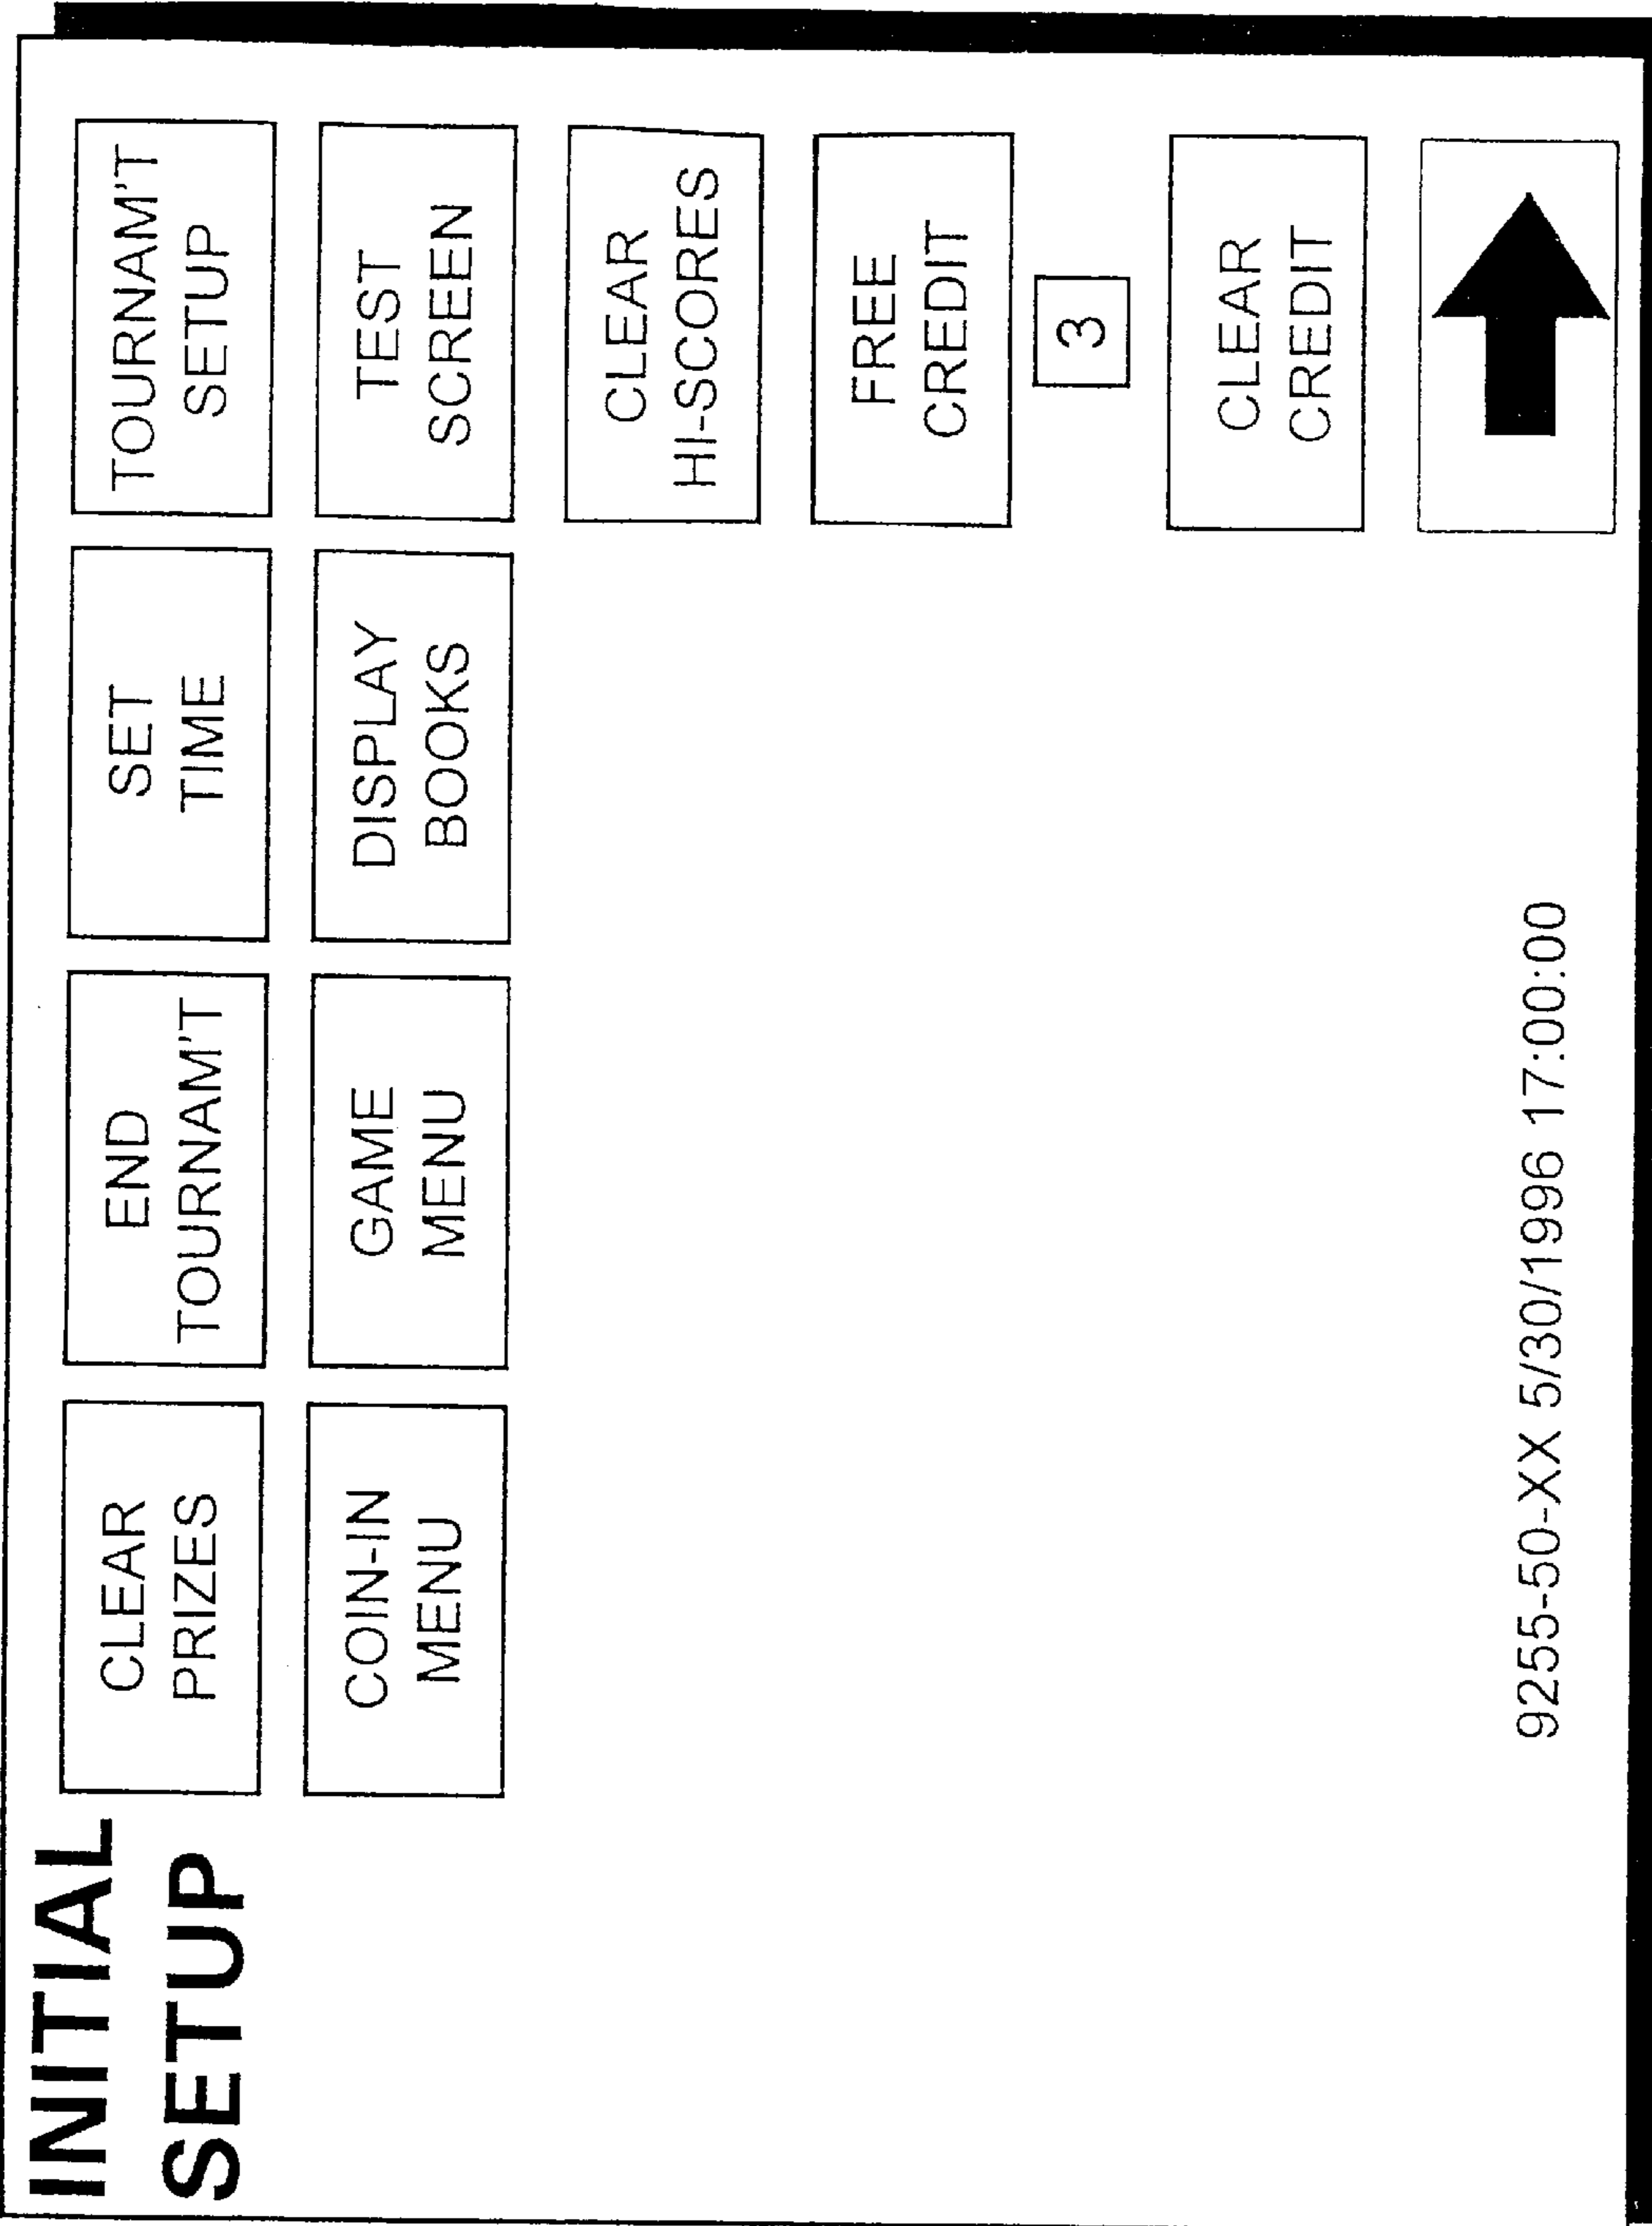 INITIAL
SETUP
CLEAR
PRIZES
END
TOURNAM'T
SET
TIME
TOURNAM'T
SETUP
COIN-IN
MENU
GAME
MENU
DISPLAY
BOOKS
TEST
SCREEN
CLEAR
HI-SCORES
FREE
CREDIT
3
CLEAR
CREDIT
9255-50-XX 5/30/1996 17:00:00